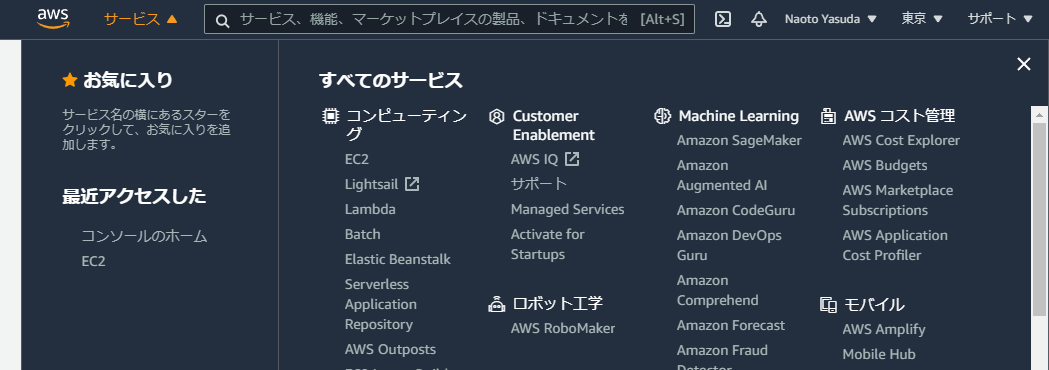 aws
サービス ▲
サービス、機能、マーケットプレイスの製品、ドキュメントを [Alt+S]
Naoto Yasuda ▼
東京 ▼
サポート ▼
お気に入り
サービス名の横にあるスターを
クリックして、お気に入りを追
加します。
最近アクセスした
コンソールのホーム
EC2
すべてのサービス
コンピューティン
グ
EC2
Lightsail
Lambda
Batch
Elastic Beanstalk
Serverless
Application
Repository
AWS Outposts
Customer
Enablement
AWS IQ
サポート
Managed Services
Activate for
Startups
ロボット工学
AWS RoboMaker
Machine Learning
Amazon SageMaker
Amazon
Augmented AI
Amazon CodeGuru
Amazon DevOps
Guru
Amazon
Comprehend
Amazon Forecast
Amazon Fraud
Detector
AWS コスト管理
AWS Cost Explorer
AWS Budgets
AWS Marketplace
Subscriptions
AWS Application
Cost Profiler
モバイル
AWS Amplify
Mobile Hub